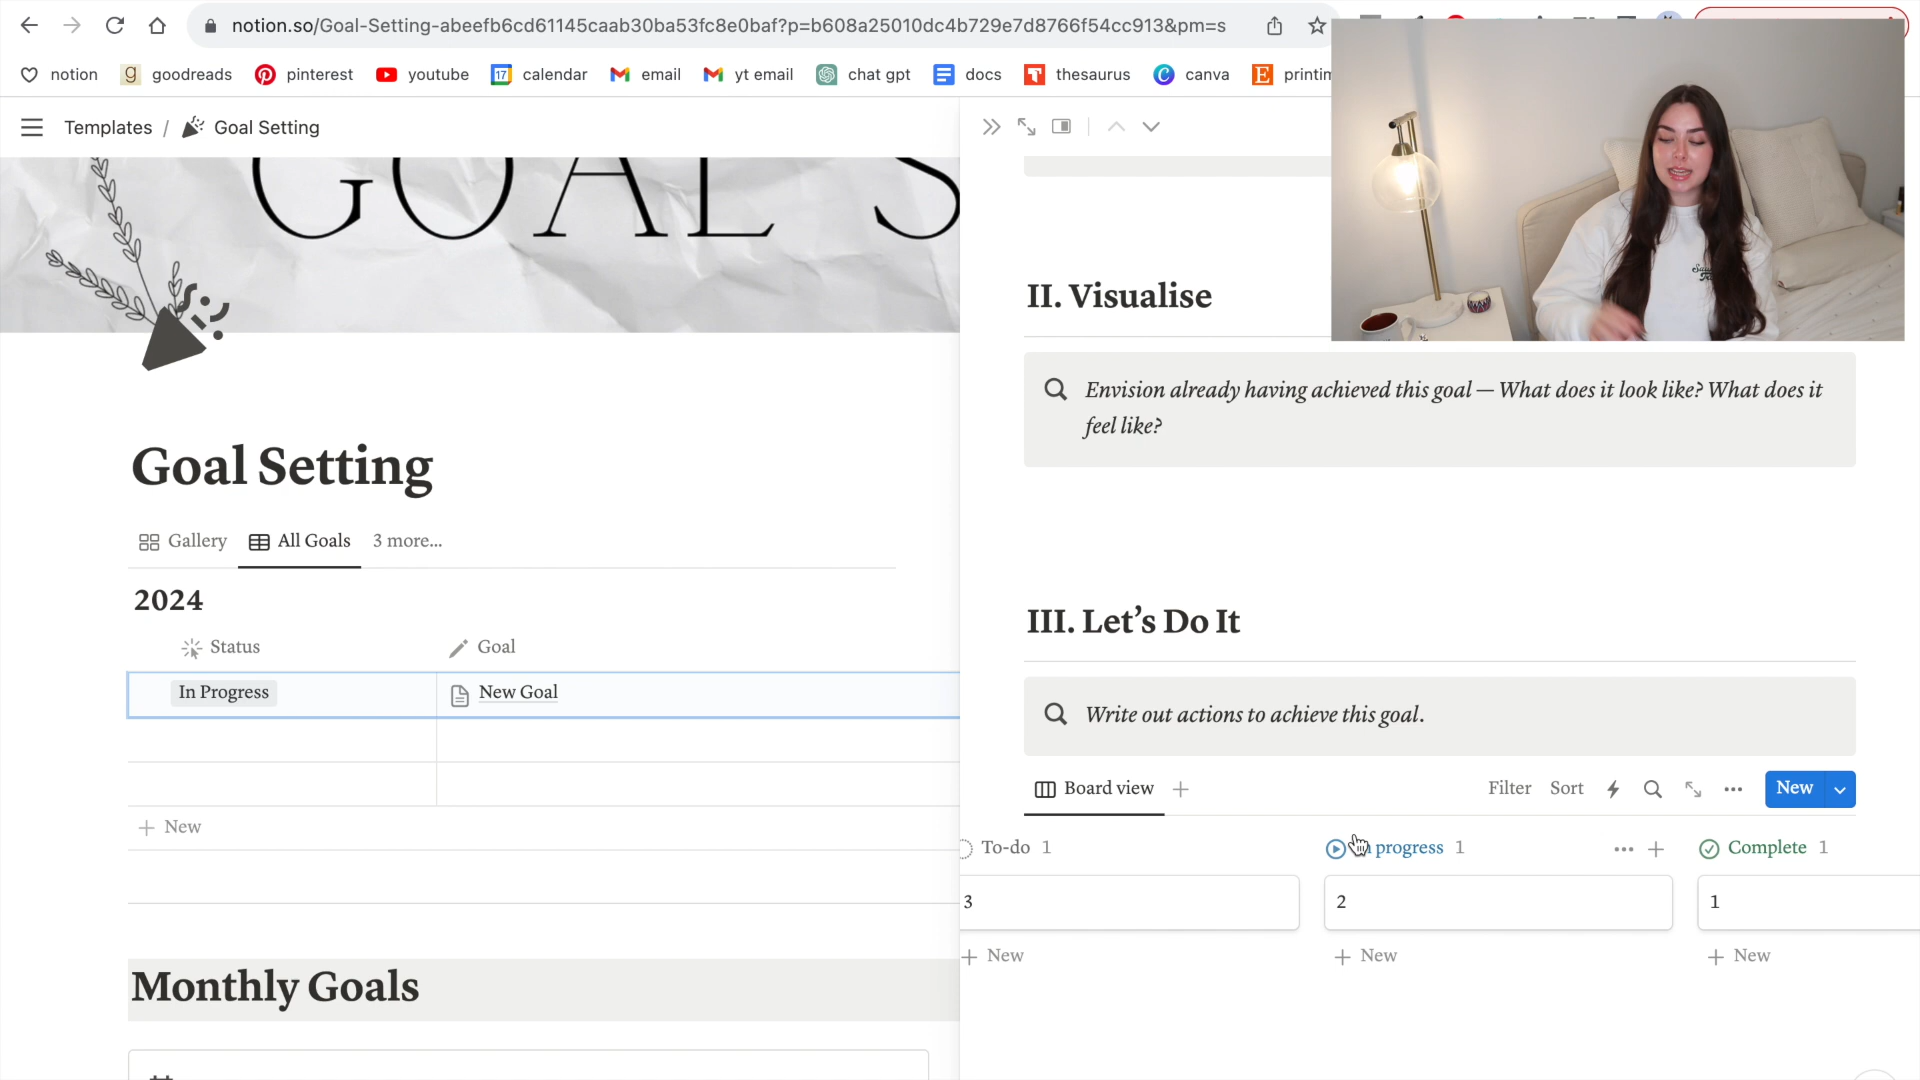 notion.so/Goal-Setting-abeefb6cd61145caab30ba53fc8e0baf?p=b608a25010dc4b729e7d8766f54cc913&pm=s
notion
goodreads
pinterest
youtube
17
calendar
email
yt email
chat gpt
docs
thesaurus
canva
Templates / Goal Setting
GOAL S
Goal Setting
Gallery
All Goals
3 more...
2024
Status
Goal
In Progress
New Goal
New
Monthly Goals
II. Visualise
Envision already having achieved this goal — What does it look like? What does it
feel like?
III. Let's Do It
Write out actions to achieve this goal.
Board view
Filter
Sort
New
To-do 1
progress 1
Complete 1
3
2
1
New
New
New